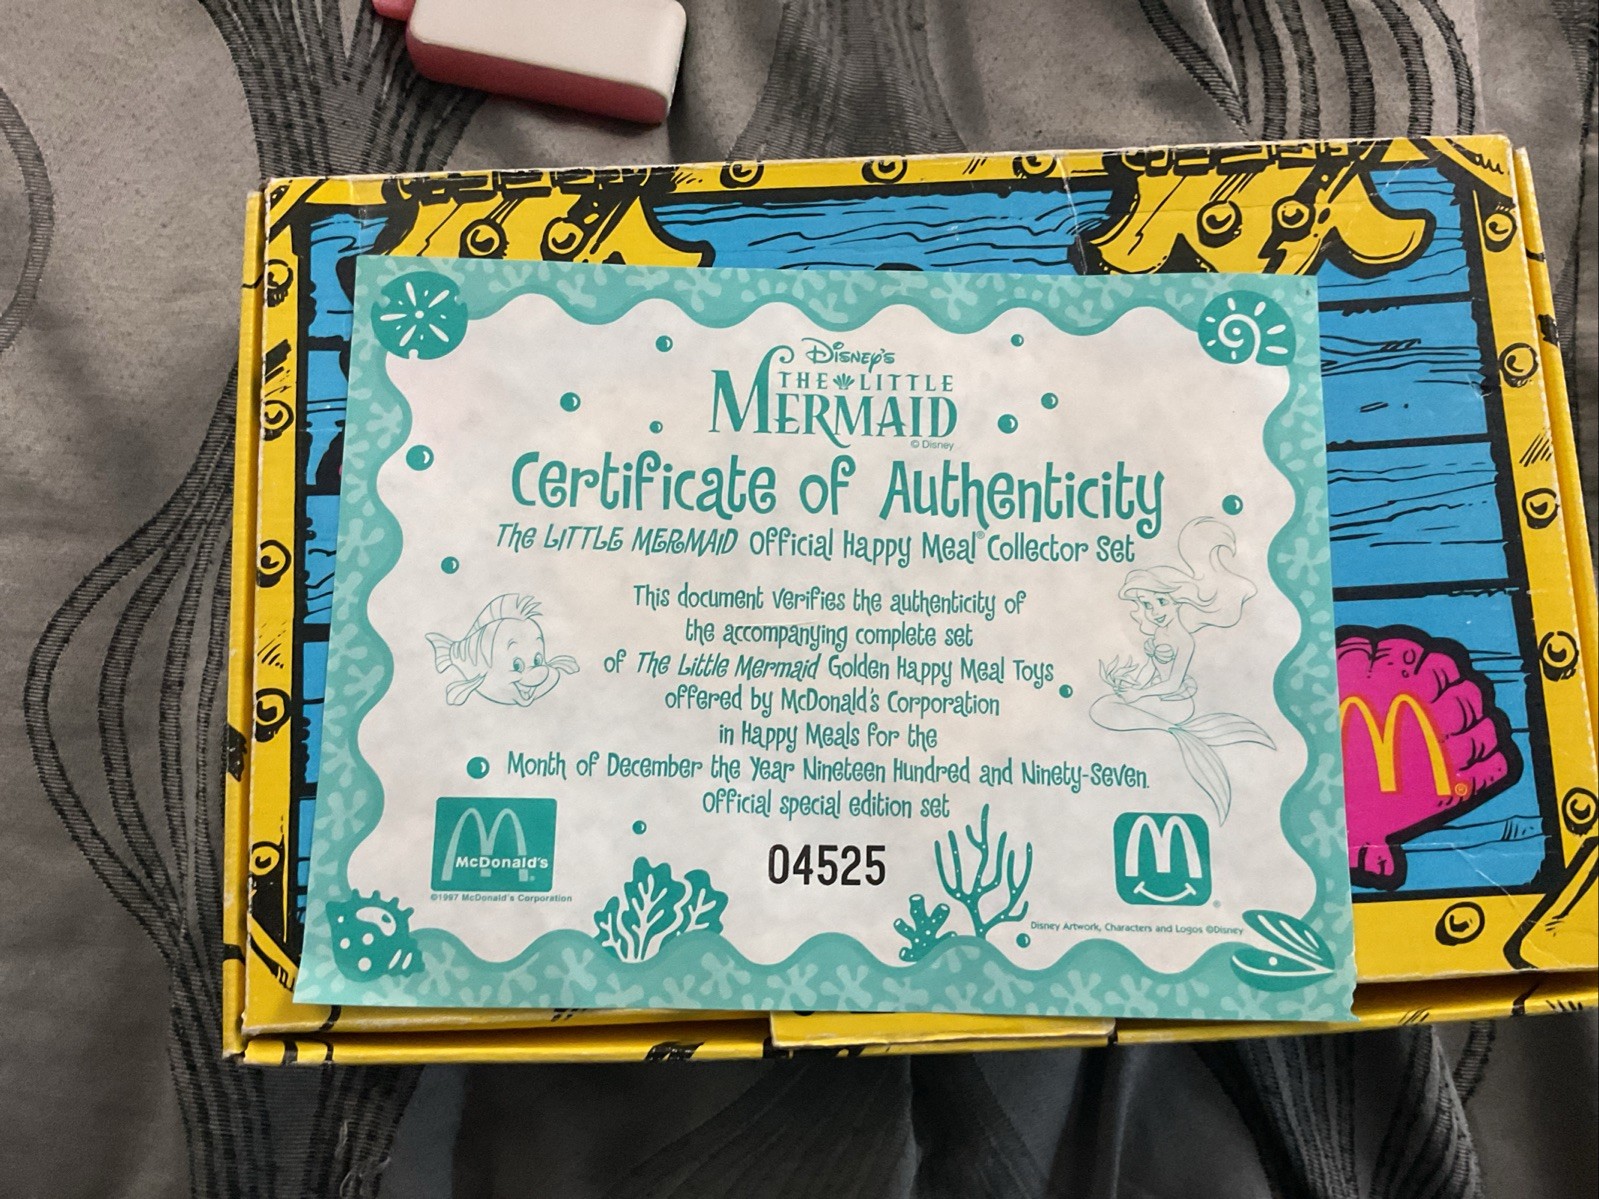 Disney's
THE LITTLE
MERMAID
© Disney
Certificate of Authenticity
The LITTLE MERMAID Official Happy Meal® Collector Set
This document verifies the authenticity of
the accompanying complete set
of The Little Mermaid Golden Happy Meal Toys
offered by McDonald's Corporation
in Happy Meals for the
Month of December the Year Nineteen Hundred and Ninety-Seven.
Official special edition set
04525
McDonald's
®
©1997 McDonald's Corporation
®
Disney Artwork, Characters and Logos ©Disney
®